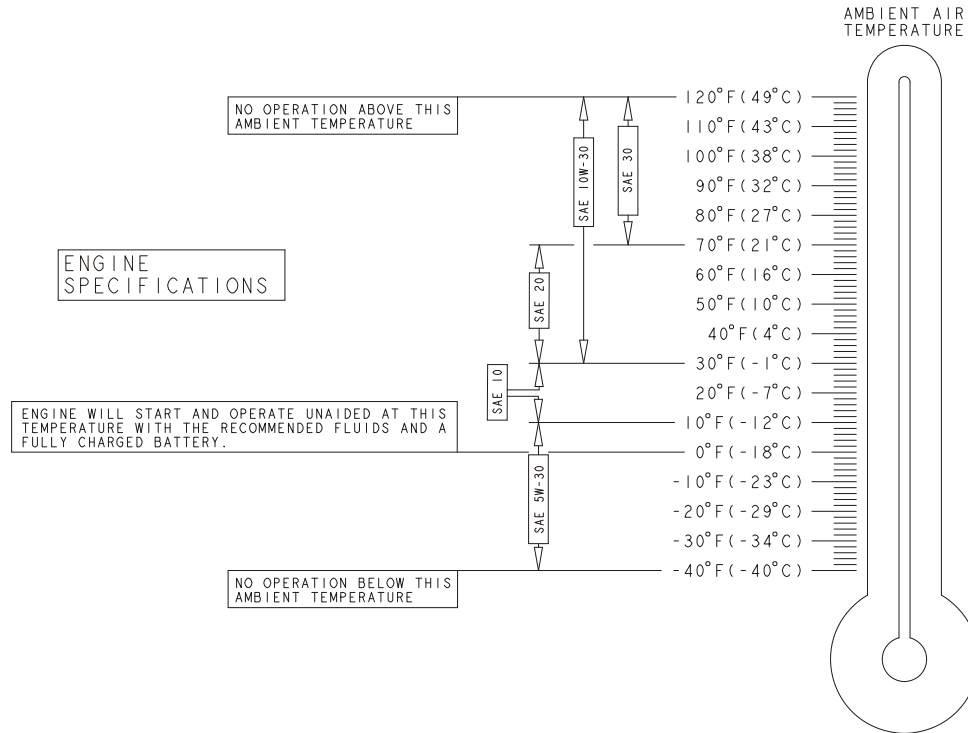 AMBIENT AIR
TEMPERATURE
NO OPERATION ABOVE THIS
AMBIENT TEMPERATURE
SAE 10W-30
SAE 30
120°F(49°C)
110°F(43°C)
100°F(38°C)
90°F(32°C)
80°F(27°C)
70°F(21°C)
ENGINE
SPECIFICATIONS
SAE 20
60°F(16°C)
50°F(10°C)
40°F(4°C)
30°F(-1°C)
SAE 10
20°F(-7°C)
10°F(-12°C)
ENGINE WILL START AND OPERATE UNAIDED AT THIS
TEMPERATURE WITH THE RECOMMENDED FLUIDS AND A
FULLY CHARGED BATTERY.
0°F(-18°C)
SAE 5W-30
-10°F(-23°C)
-20°F(-29°C)
-30°F(-34°C)
-40°F(-40°C)
NO OPERATION BELOW THIS
AMBIENT TEMPERATURE